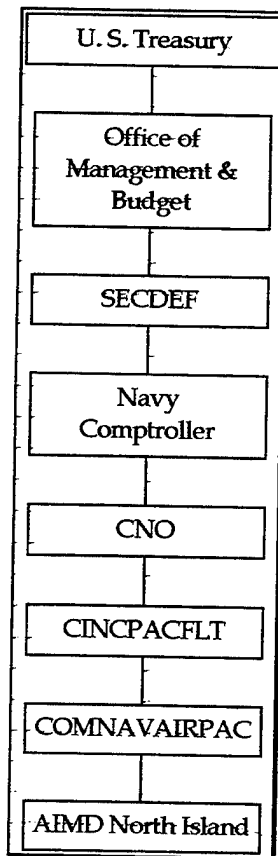 U. S. Treasury
Office of
Management &
Budget
SECDEF
Navy
Comptroller
CNO
CINCPACFLT
COMNAVAIRPAC
AIMD North Island